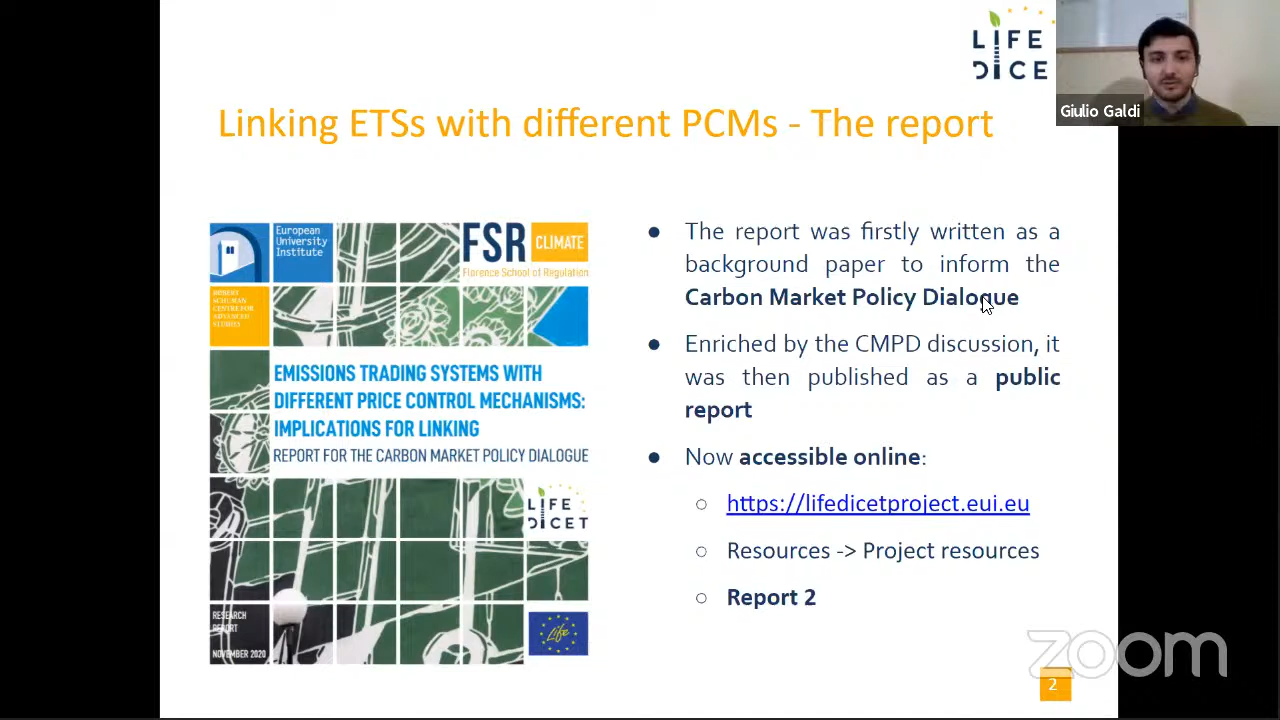 LIFE
DICE
Giulio Galdi
Linking ETSs with different PCMs - The report
European
University
Institute
FSR
CLIMATE
Florence School of Regulation
ROBERT
SCHUMAN
CENTRE FOR
ADVANCED
STUDIES
EMISSIONS TRADING SYSTEMS WITH
DIFFERENT PRICE CONTROL MECHANISMS:
IMPLICATIONS FOR LINKING
REPORT FOR THE CARBON MARKET POLICY DIALOGUE
LIFE
DICET
RESEARCH
REPORT
NOVEMBER 2020
Life
● The report was firstly written as a
background paper to inform the
Carbon Market Policy Dialogue
● Enriched by the CMPD discussion, it
was then published as a public
report
● Now accessible online:
○ https://lifedicetproject.eui.eu
○ Resources -> Project resources
○ Report 2
zoom
2